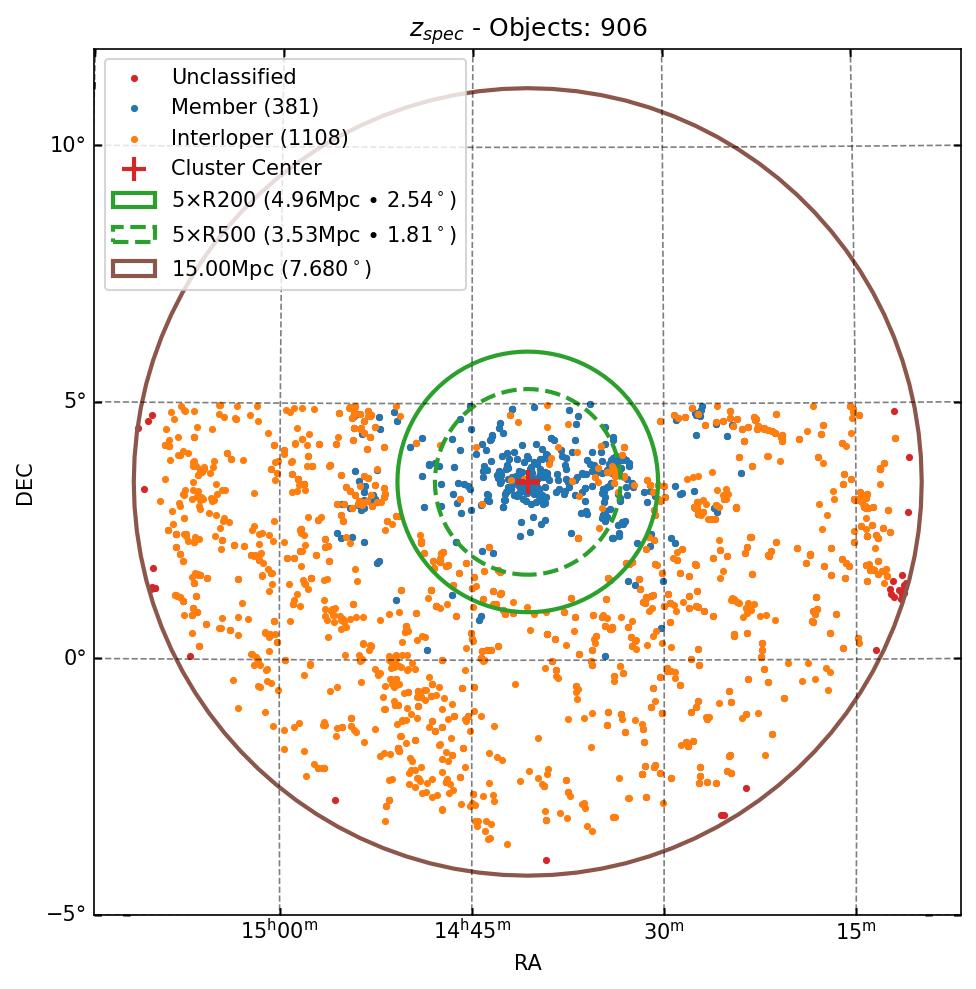 z_spec - Objects: 906
Unclassified
Member (381)
Interloper (1108)
Cluster Center
5×R200 (4.96Mpc • 2.54°)
5×R500 (3.53Mpc • 1.81°)
15.00Mpc (7.680°)
10°
5°
0°
−5°
DEC
15h00m 14h45m 30m 15m
RA